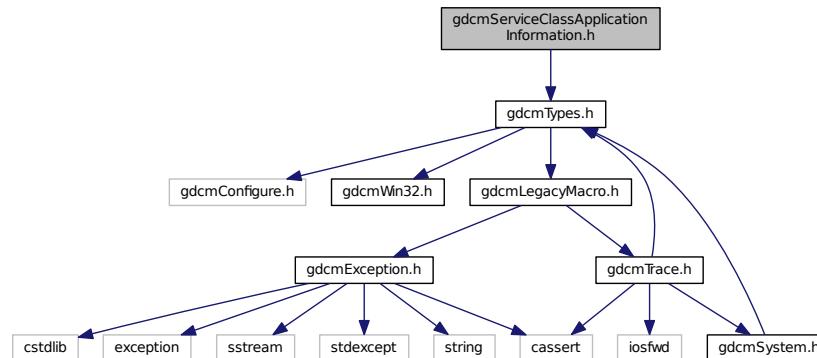 gdcmServiceClassApplication
Information.h
gdcmTypes.h
gdcmConfigure.h
gdcmWin32.h
gdcmLegacyMacro.h
gdcmException.h
gdcmTrace.h
cstdlib
exception
sstream
stdexcept
string
cassert
iosfwd
gdcmSystem.h